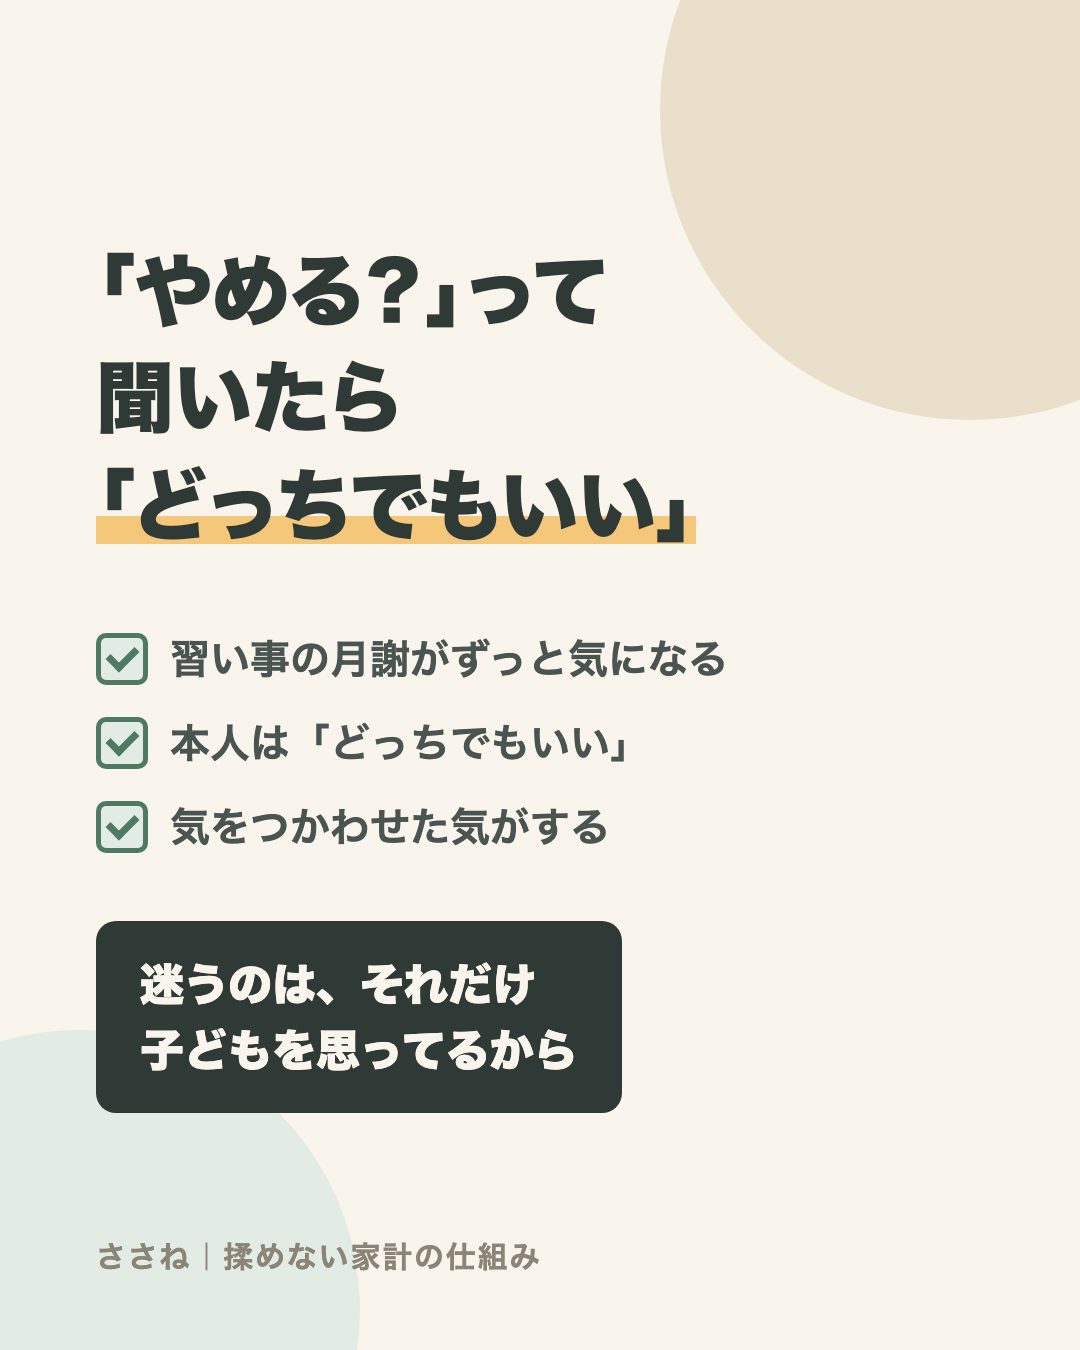 「やめる？」って
聞いたら
「どっちでもいい」
習い事の月謝がずっと気になる
本人は「どっちでもいい」
気をつかわせた気がする
迷うのは、それだけ
子どもを思ってるから
ささね｜揉めない家計の仕組み